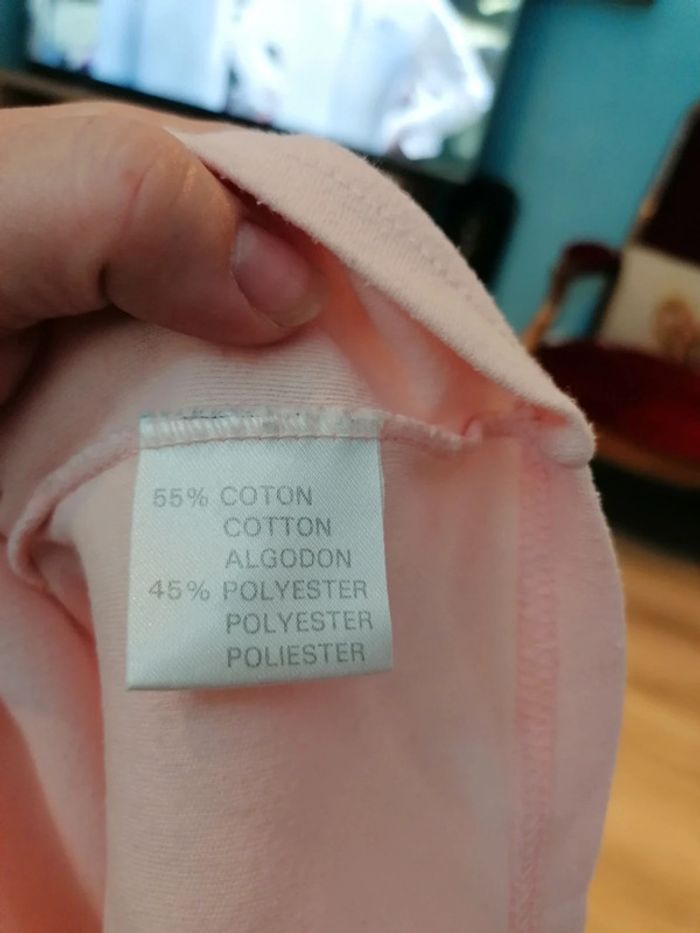 55% COTON
COTTON
ALGODON
45% POLYESTER
POLYESTER
POLIESTER